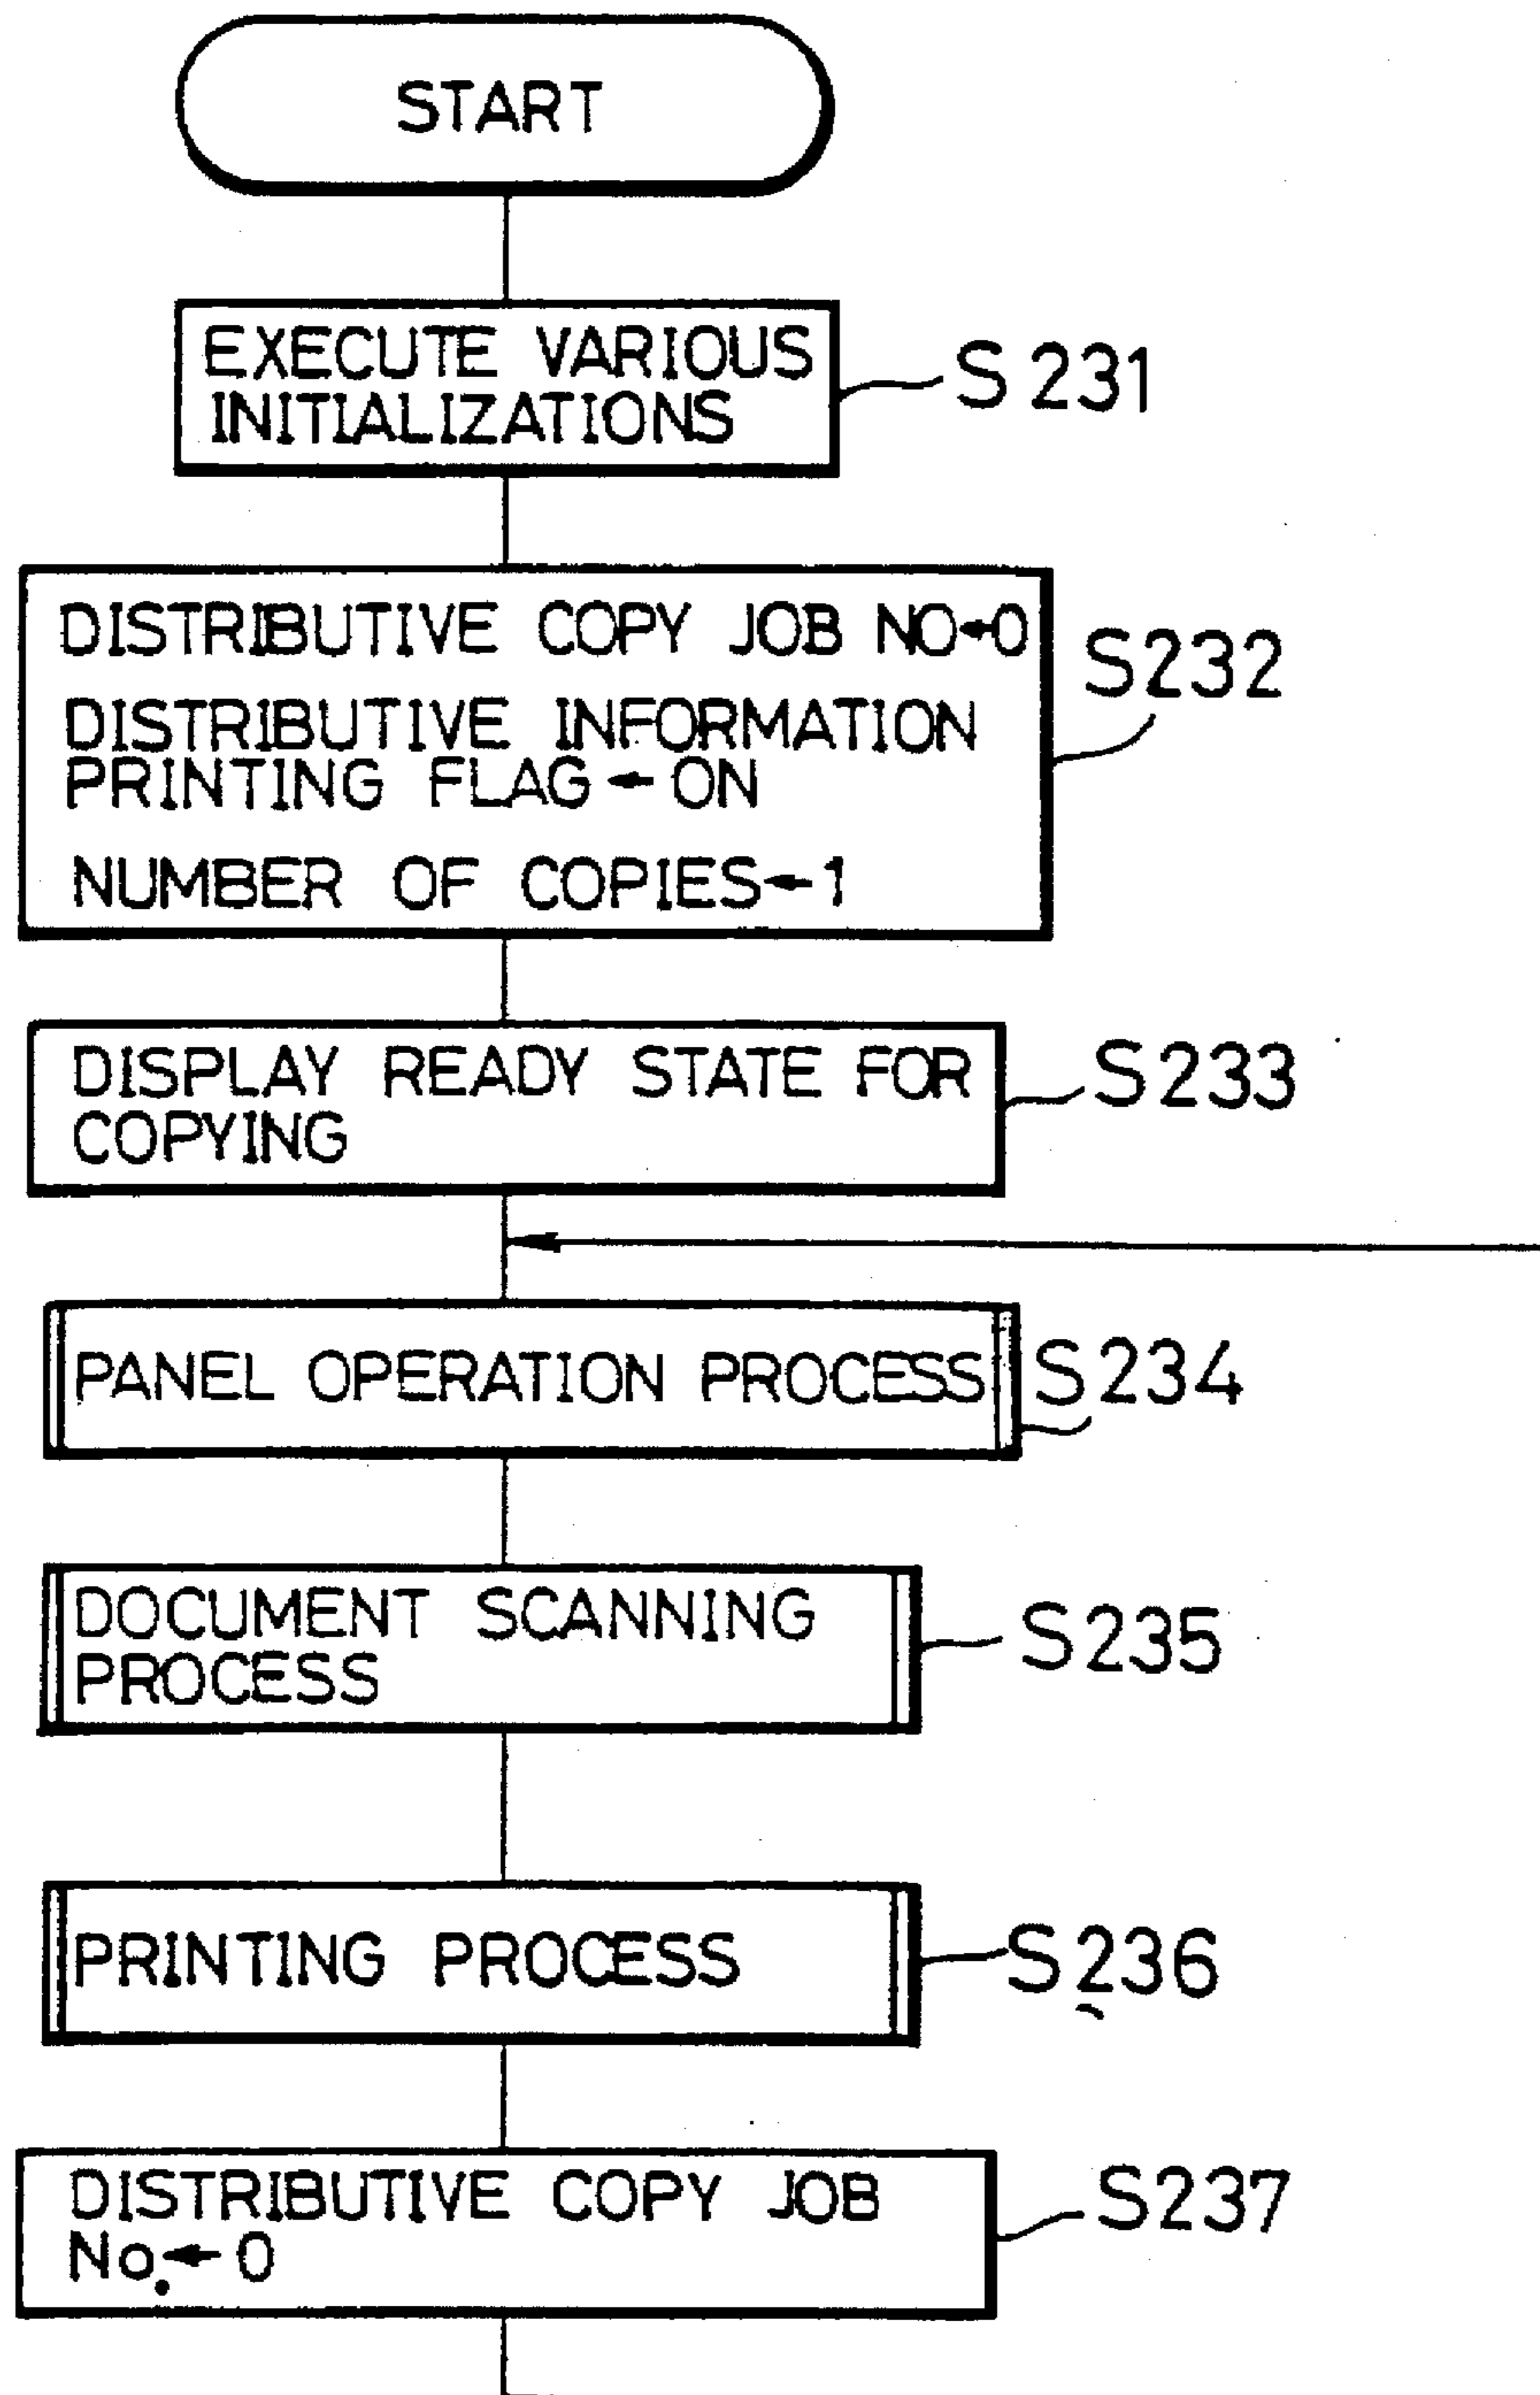 START
EXECUTE VARIOUS
INITIALIZATIONS
S231
DISTRIBUTIVE COPY JOB NO←0
DISTRIBUTIVE INFORMATION
PRINTING FLAG ← ON
NUMBER OF COPIES←1
S232
DISPLAY READY STATE FOR
COPYING
S233
PANEL OPERATION PROCESS
S234
DOCUMENT SCANNING
PROCESS
S235
PRINTING PROCESS
S236
DISTRIBUTIVE COPY JOB
No.←0
S237